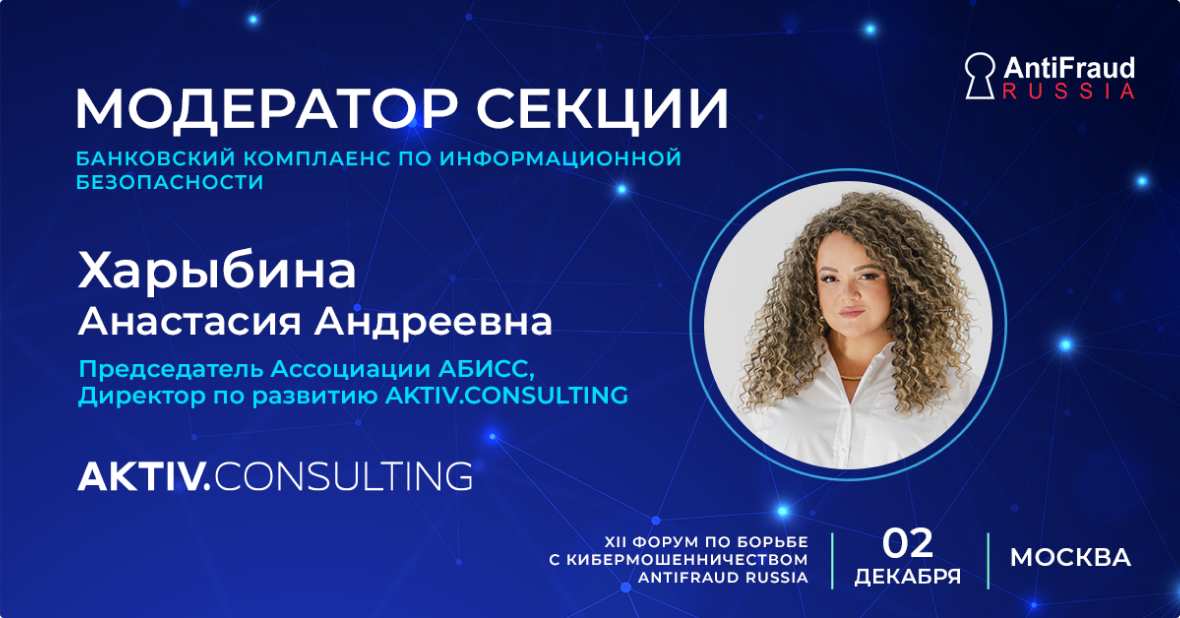 AntiFraud
RUSSIA
МОДЕРАТОР СЕКЦИИ
БАНКОВСКИЙ КОМПЛАЕНС ПО ИНФОРМАЦИОННОЙ
БЕЗОПАСНОСТИ
Харыбина
Анастасия Андреевна
Председатель Ассоциации АБИСС,
Директор по развитию AKTIV.CONSULTING
AKTIV.CONSULTING
XII ФОРУМ ПО БОРЬБЕ
С КИБЕРМОШЕННИЧЕСТВОМ
ANTIFRAUD RUSSIA
02
ДЕКАБРЯ
МОСКВА